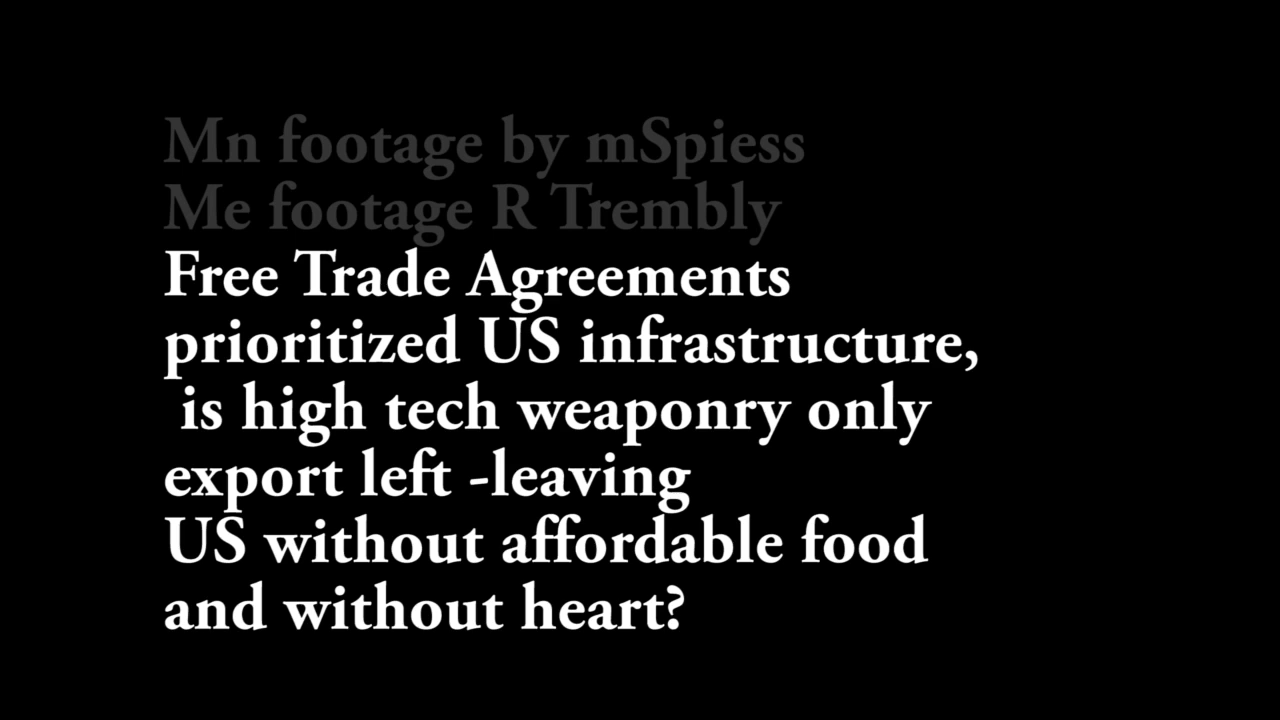 Mn footage by mSpiess
Me footage R Trembly
Free Trade Agreements
prioritized US infrastructure,
is high tech weaponry only
export left -leaving
US without affordable food
and without heart?